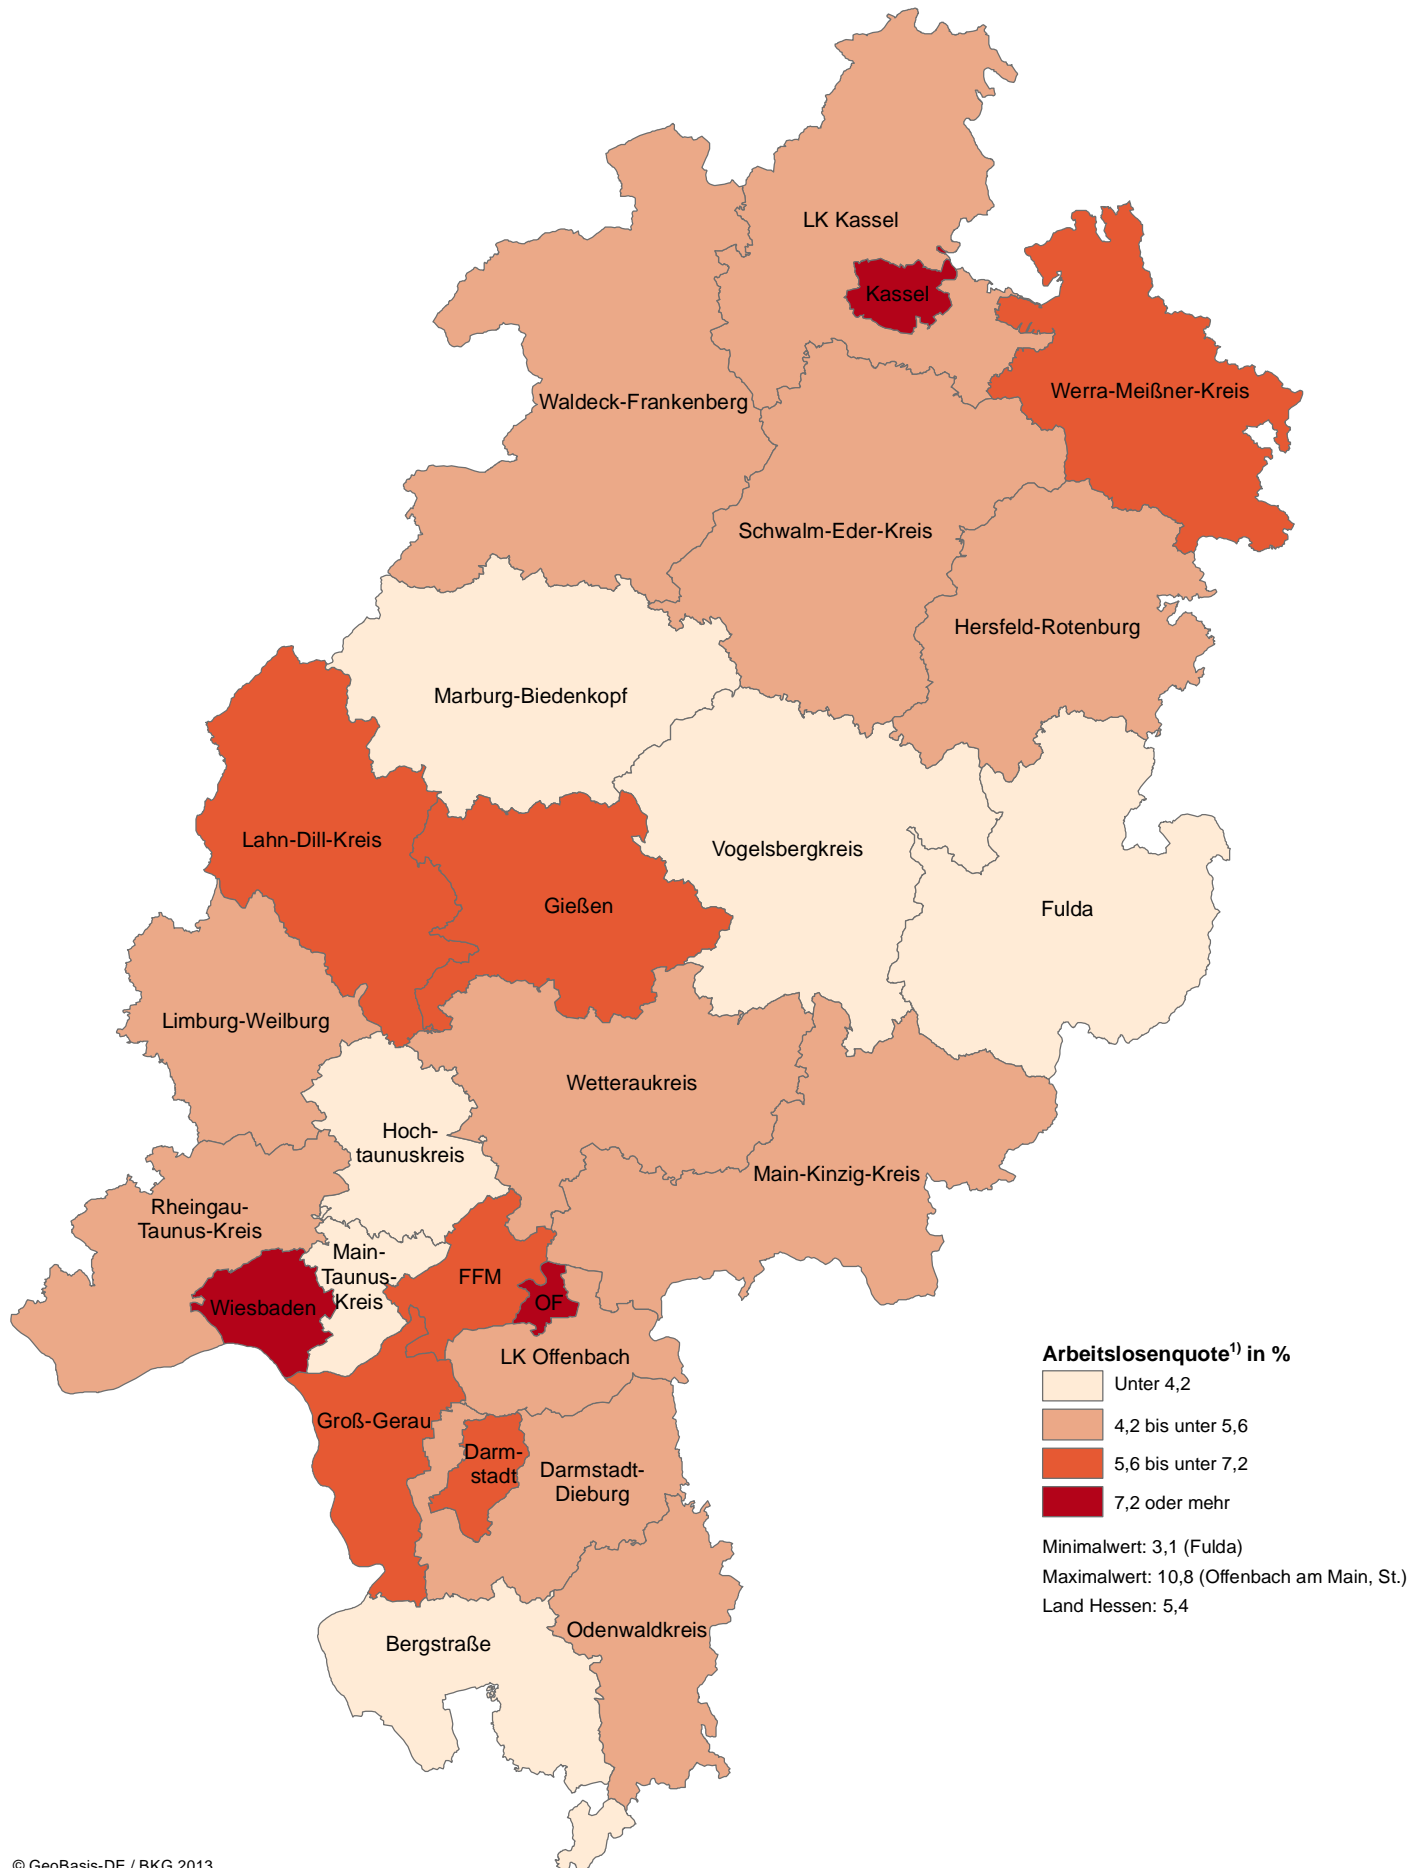 LK Kassel
Kassel
Werra-Meißner-Kreis
Waldeck-Frankenberg
Schwalm-Eder-Kreis
Hersfeld-Rotenburg
Marburg-Biedenkopf
Lahn-Dill-Kreis
Vogelsbergkreis
Gießen
Fulda
Limburg-Weilburg
Wetteraukreis
Hoch-
taunuskreis
Main-Kinzig-Kreis
Rheingau-
Taunus-Kreis
Main-
Taunus-
Kreis
FFM
OF
Wiesbaden
LK Offenbach
Groß-Gerau
Darm-
stadt
Darmstadt-
Dieburg
Odenwaldkreis
Bergstraße
Arbeitslosenquote1) in %
Unter 4,2
4,2 bis unter 5,6
5,6 bis unter 7,2
7,2 oder mehr
Minimalwert: 3,1 (Fulda)
Maximalwert: 10,8 (Offenbach am Main, St.)
Land Hessen: 5,4
© GeoBasis-DE / BKG 2013